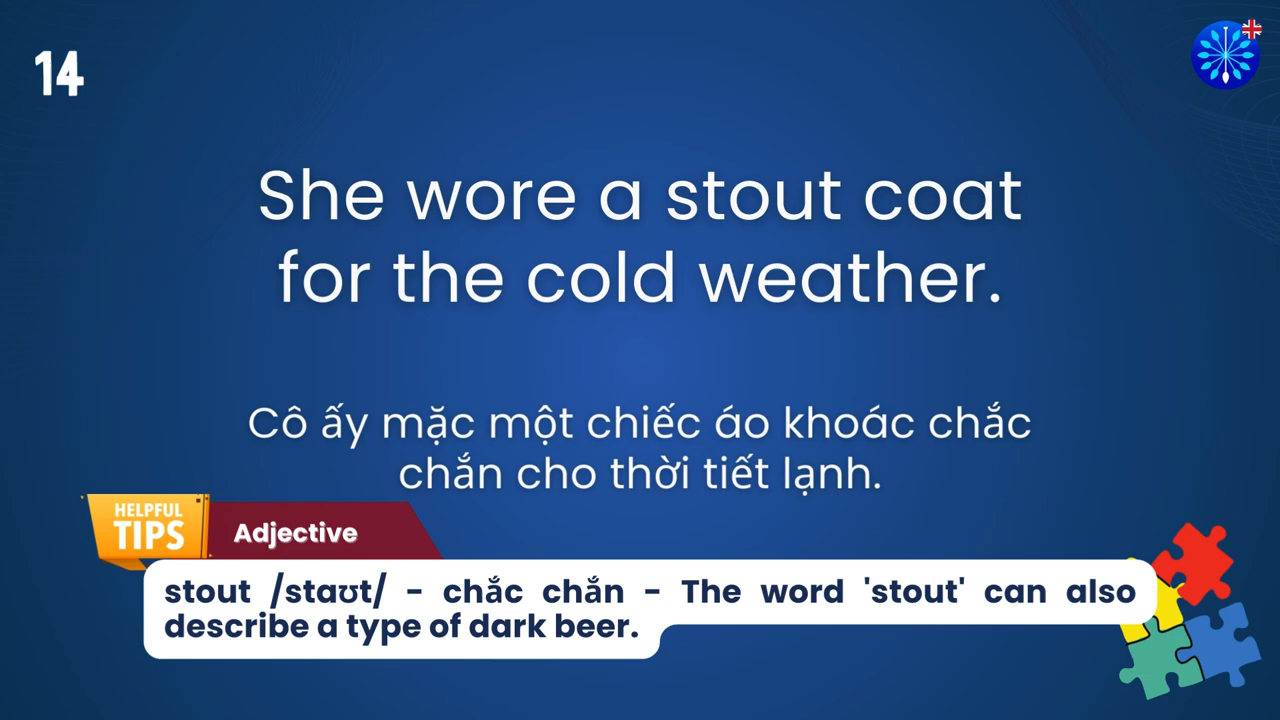 14
She wore a stout coat
for the cold weather.
Cô ấy mặc một chiếc áo khoác chắc
chắn cho thời tiết lạnh.
HELPFUL
TIPS
Adjective
stout /staʊt/ - chắc chắn - The word 'stout' can also
describe a type of dark beer.